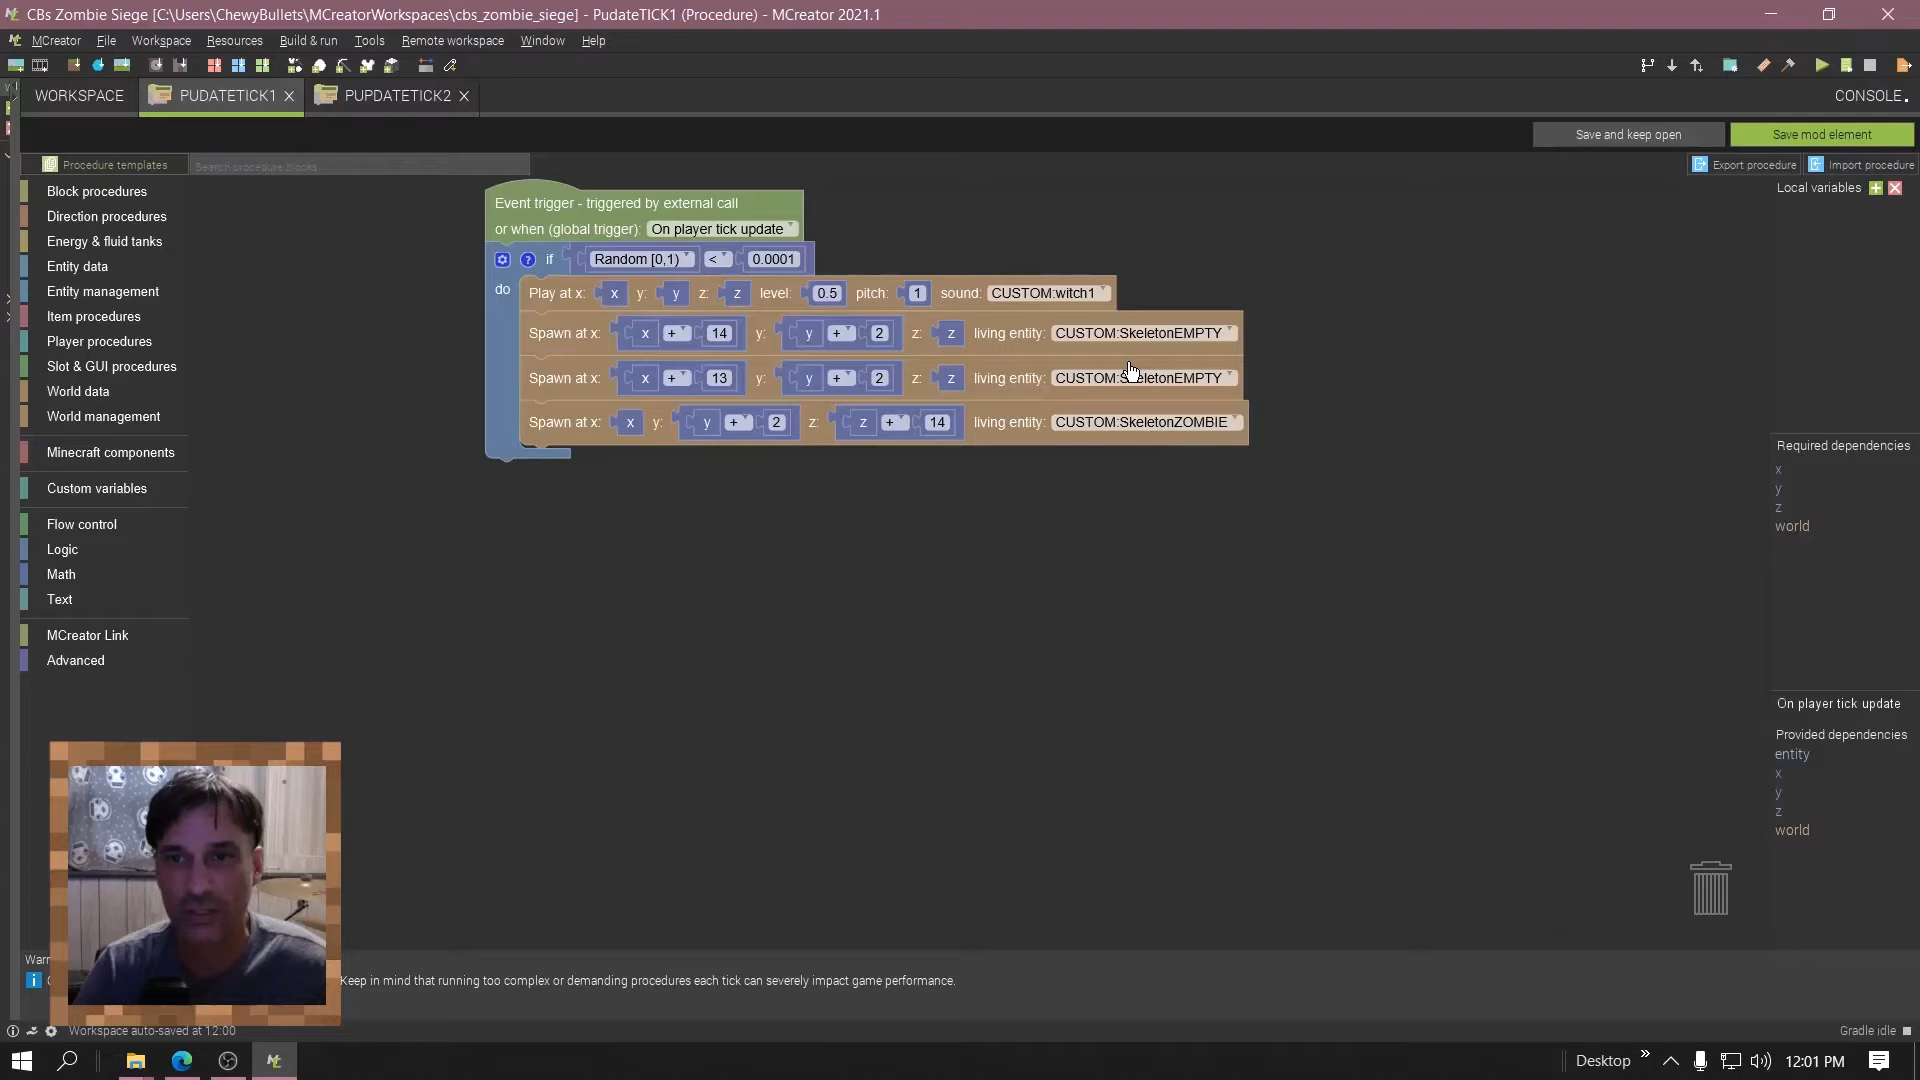 CBs Zombie Siege [C:\Users\ChewyBullets\MCreatorWorkspaces\cbs_zombie_siege] - PudateTICK1 (Procedure) - MCreator 2021.1
MCreator File Workspace Resources Build & run Tools Remote workspace Window Help
WORKSPACE PUDATETICK1 PUPDATETICK2 CONSOLE
Save and keep open Save mod element
Procedure templates Search procedure blocks Export procedure Import procedure
Local variables
Block procedures
Direction procedures
Energy & fluid tanks
Entity data
Entity management
Item procedures
Player procedures
Slot & GUI procedures
World data
World management
Minecraft components
Custom variables
Flow control
Logic
Math
Text
MCreator Link
Advanced
Event trigger - triggered by external call
or when (global trigger): On player tick update
? if Random [0,1) < 0.0001
do Play at x: x y: y z: z level: 0.5 pitch: 1 sound: CUSTOM:witch1
Spawn at x: x + 14 y: y + 2 z: z living entity: CUSTOM:SkeletonEMPTY
Spawn at x: x + 13 y: y + 2 z: z living entity: CUSTOM:SkeletonEMPTY
Spawn at x: x y: y + 2 z: z + 14 living entity: CUSTOM:SkeletonZOMBIE
Required dependencies
x
y
z
world
On player tick update
Provided dependencies
entity
x
y
z
world
Keep in mind that running too complex or demanding procedures each tick can severely impact game performance.
Workspace auto-saved at 12:00 Gradle idle
Desktop 12:01 PM